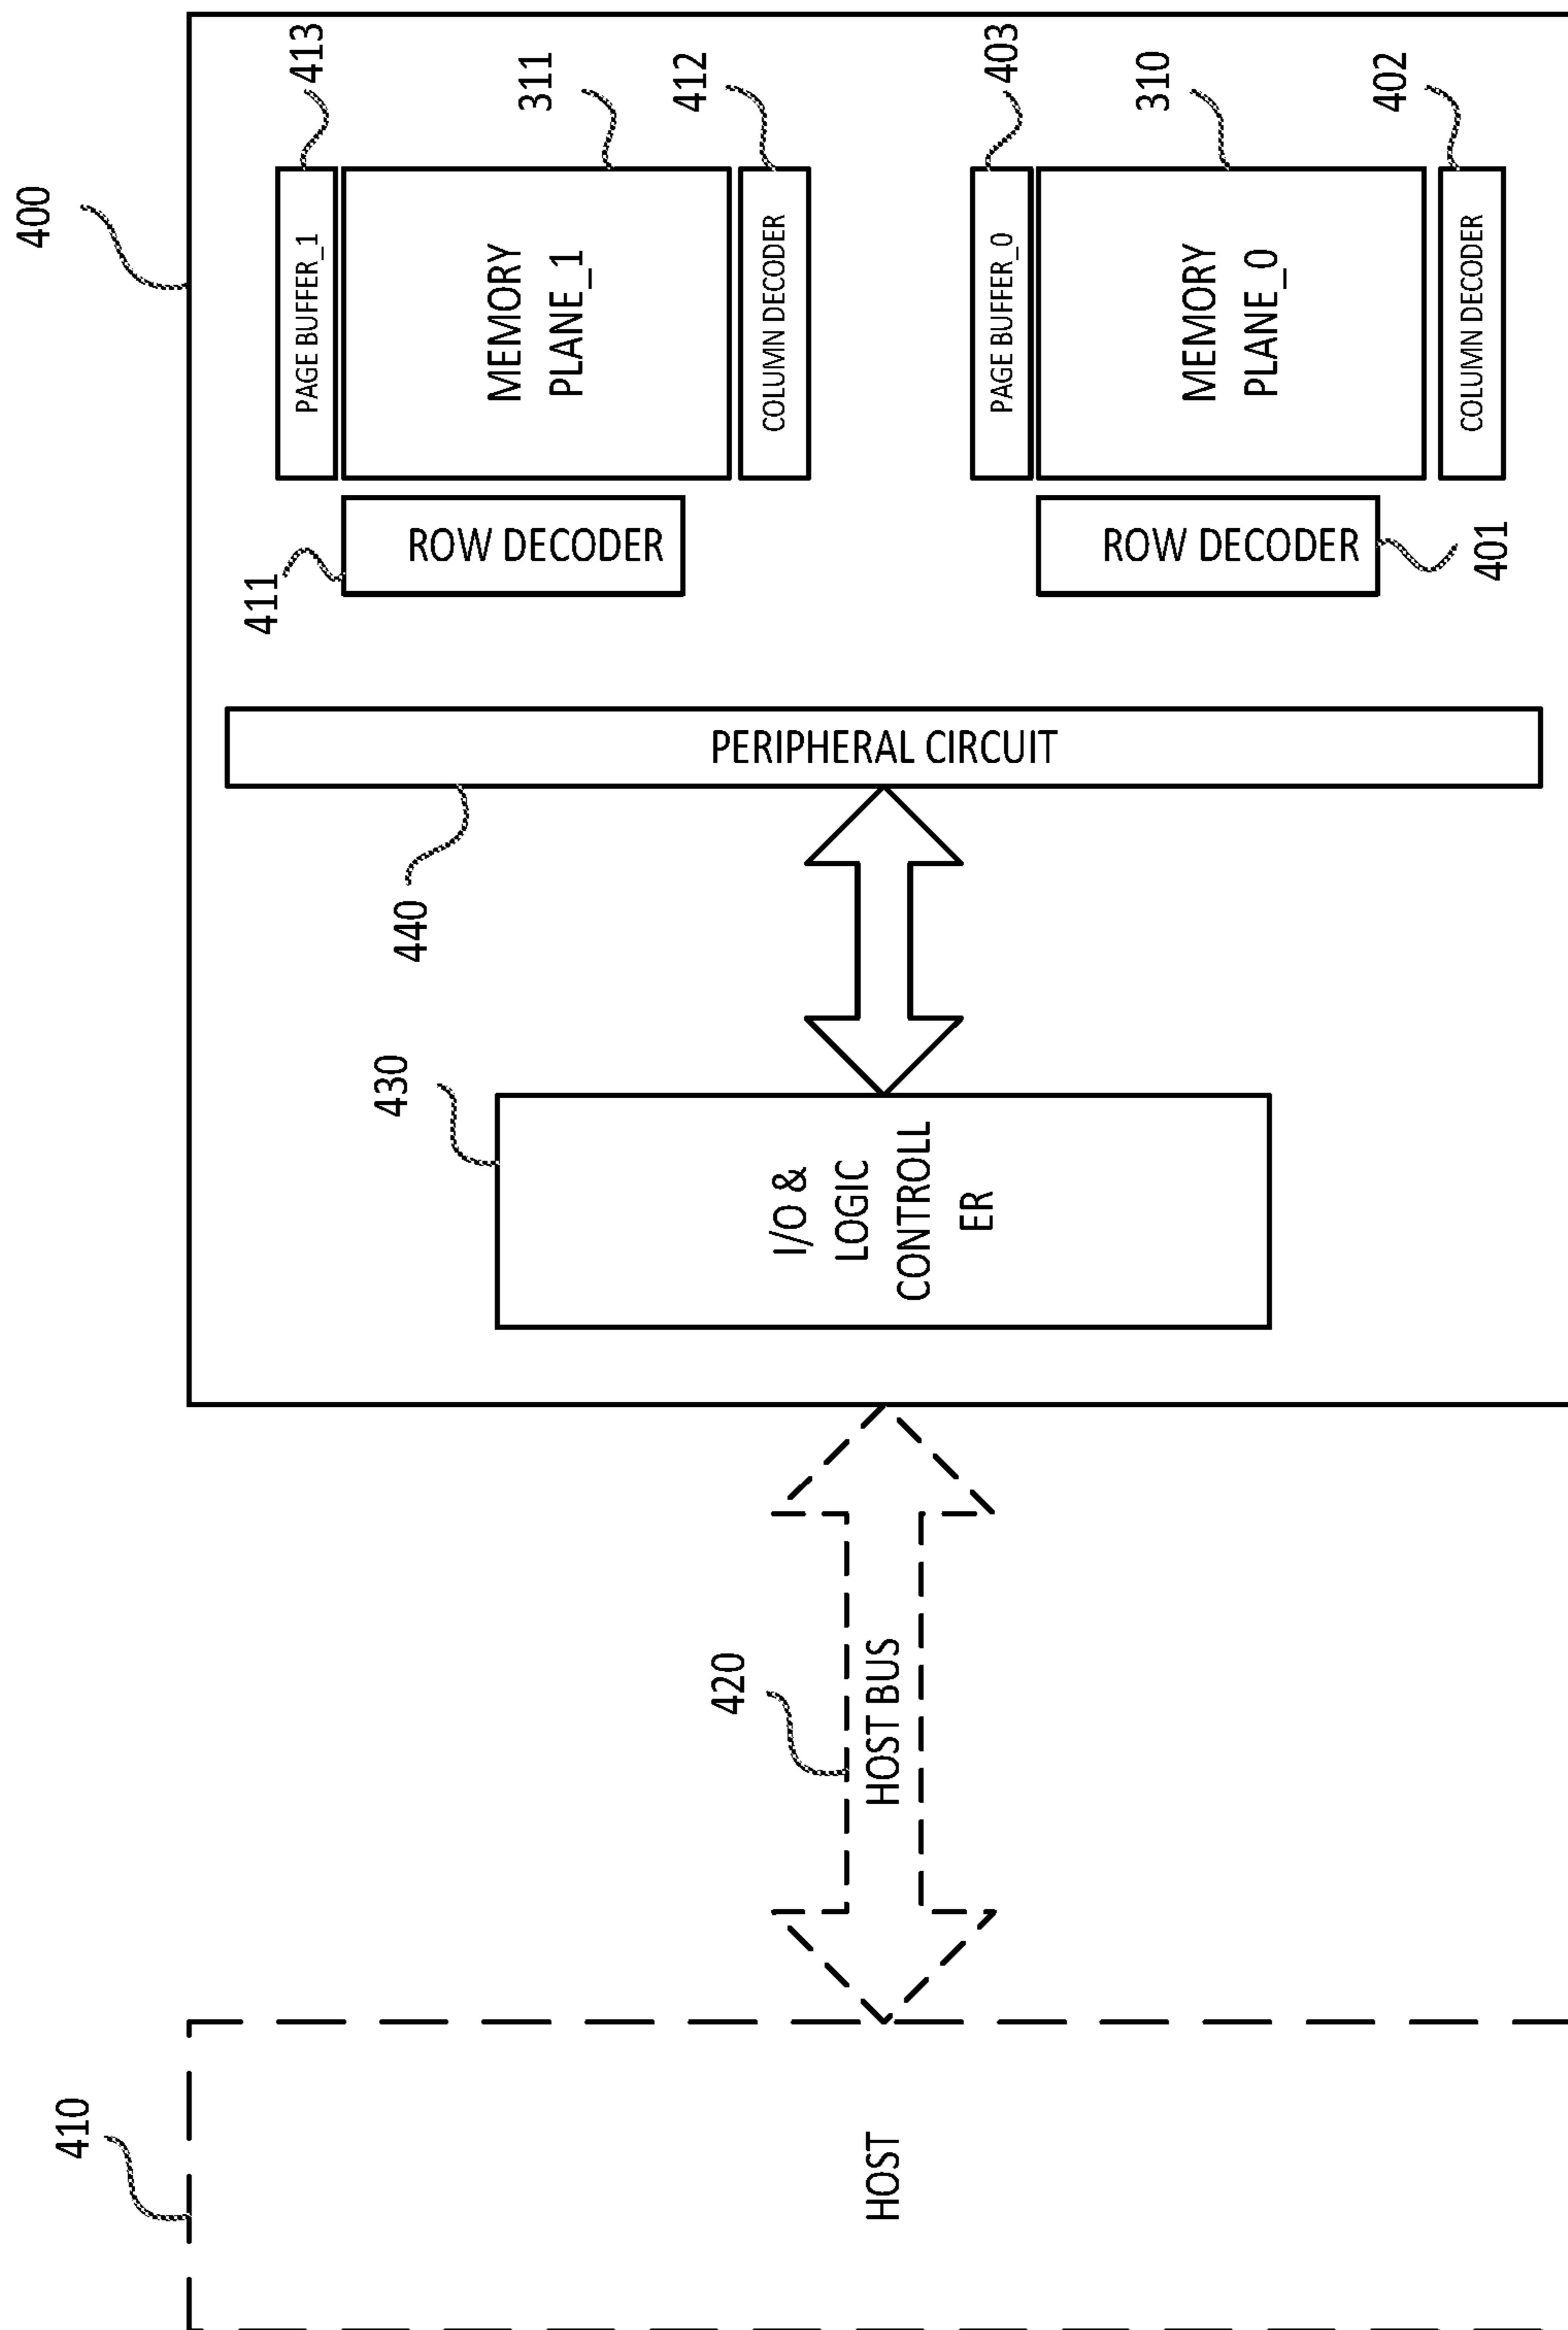 400
PAGE BUFFER_1
413
MEMORY
PLANE_1
311
COLUMN DECODER
412
ROW DECODER
411
PAGE BUFFER_0
403
MEMORY
PLANE_0
310
COLUMN DECODER
402
ROW DECODER
401
PERIPHERAL CIRCUIT
440
430
I/O &
LOGIC
CONTROLL
ER
420
HOST BUS
410
HOST